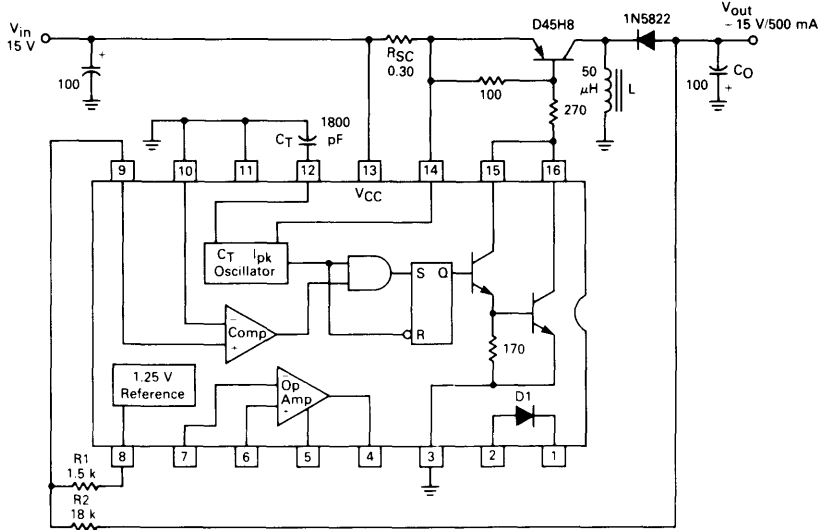 Vin
15 V
+
100
RSC
0.30
D45H8
1N5822
Vout
– 15 V/500 mA
100
50
μH
L
270
100
CO
+
CT
1800
pF
9
10
11
12
13
14
15
16
VCC
CT Ipk
Oscillator
S Q
R
–
Comp
+
170
1.25 V
Reference
–
Op
Amp
D1
8
7
6
5
4
3
2
1
R1
1.5 k
R2
18 k